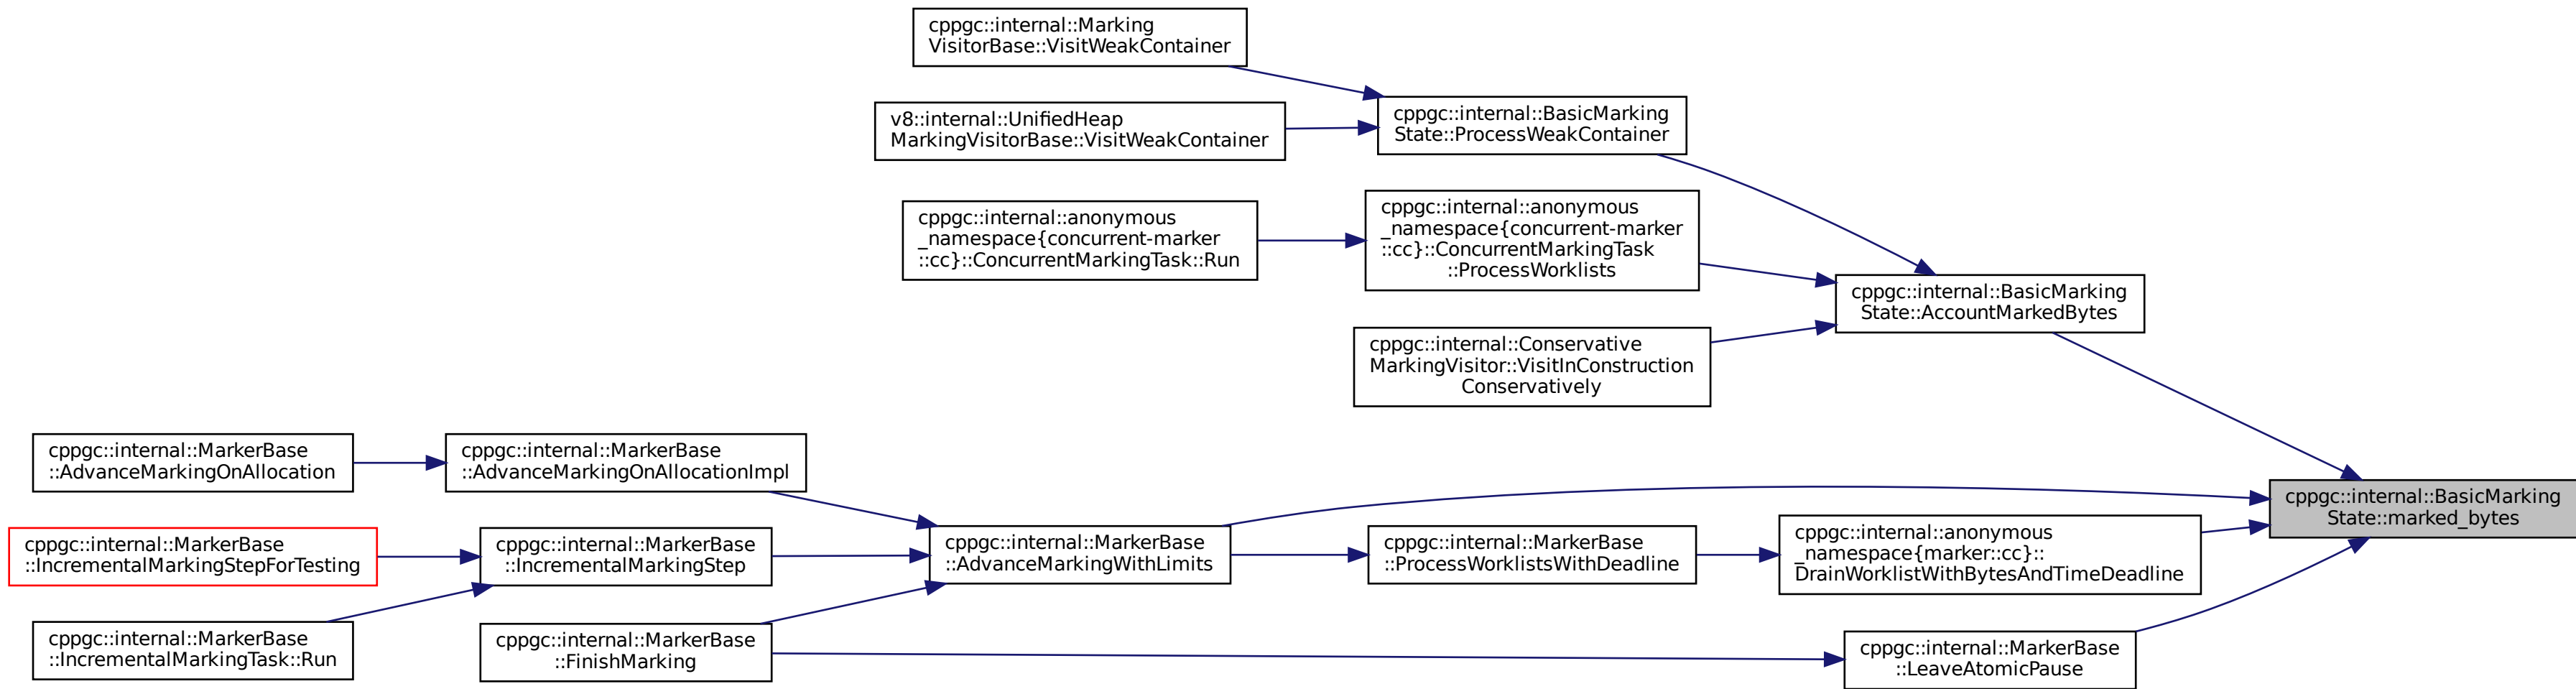 cppgc::internal::Marking
VisitorBase::VisitWeakContainer
v8::internal::UnifiedHeap
MarkingVisitorBase::VisitWeakContainer
cppgc::internal::BasicMarking
State::ProcessWeakContainer
cppgc::internal::anonymous
_namespace{concurrent-marker
::cc}::ConcurrentMarkingTask::Run
cppgc::internal::anonymous
_namespace{concurrent-marker
::cc}::ConcurrentMarkingTask
::ProcessWorklists
cppgc::internal::BasicMarking
State::AccountMarkedBytes
cppgc::internal::Conservative
MarkingVisitor::VisitInConstruction
Conservatively
cppgc::internal::MarkerBase
::AdvanceMarkingOnAllocation
cppgc::internal::MarkerBase
::AdvanceMarkingOnAllocationImpl
cppgc::internal::BasicMarking
State::marked_bytes
cppgc::internal::MarkerBase
::IncrementalMarkingStepForTesting
cppgc::internal::MarkerBase
::IncrementalMarkingStep
cppgc::internal::MarkerBase
::AdvanceMarkingWithLimits
cppgc::internal::MarkerBase
::ProcessWorklistsWithDeadline
cppgc::internal::anonymous
_namespace{marker::cc}::
DrainWorklistWithBytesAndTimeDeadline
cppgc::internal::MarkerBase
::IncrementalMarkingTask::Run
cppgc::internal::MarkerBase
::FinishMarking
cppgc::internal::MarkerBase
::LeaveAtomicPause